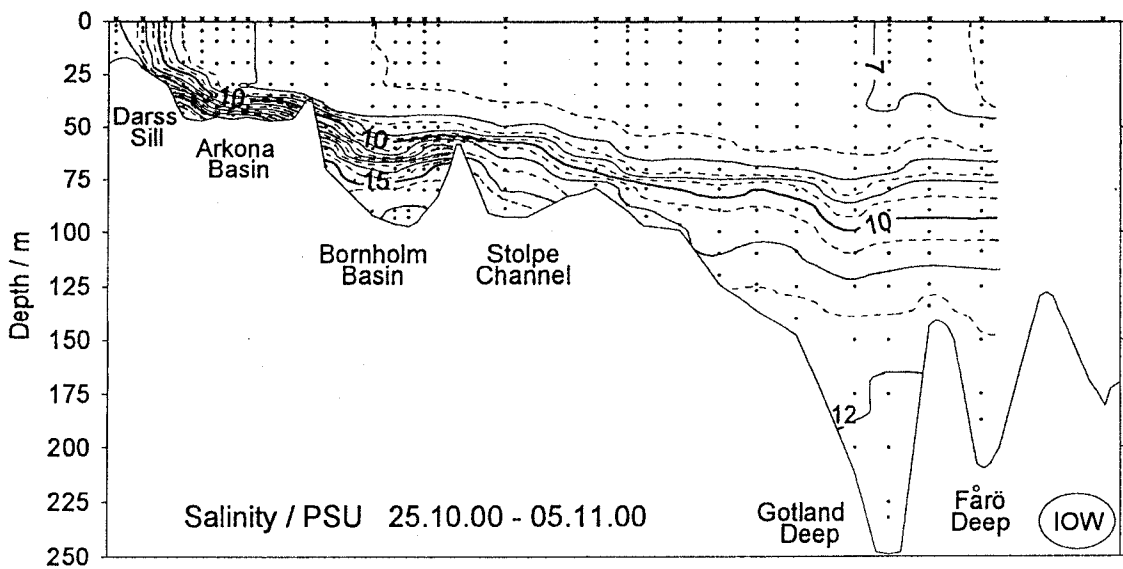 0
25
50
75
100
125
150
175
200
225
250
Depth / m
Darss
Sill
Arkona
Basin
Bornholm
Basin
Stolpe
Channel
Gotland
Deep
Fårö
Deep
10
10
15
7
10
12
Salinity / PSU 25.10.00 - 05.11.00
IOW